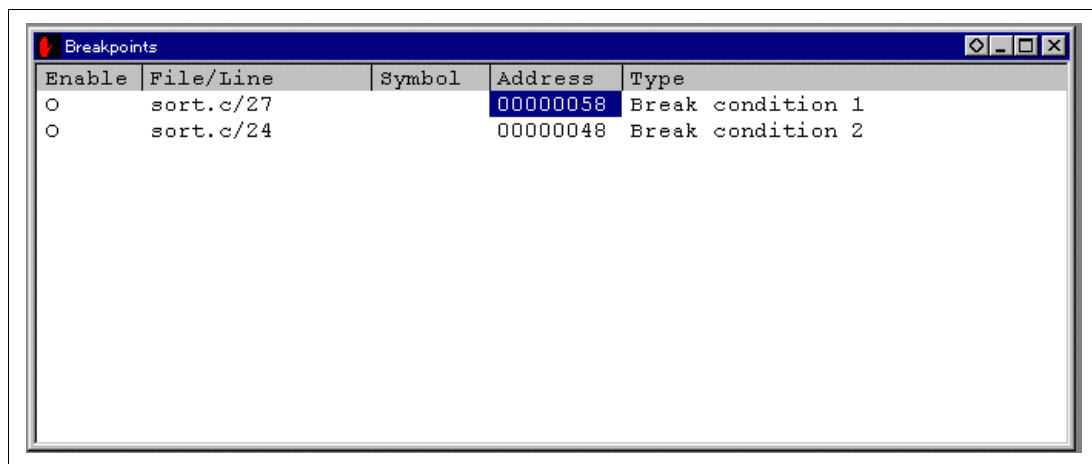 Breakpoints
Enable File/Line Symbol Address Type
O sort.c/27 00000058 Break condition 1
O sort.c/24 00000048 Break condition 2